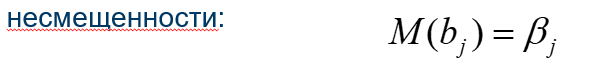 несмещенности: M(b_j) = β_j